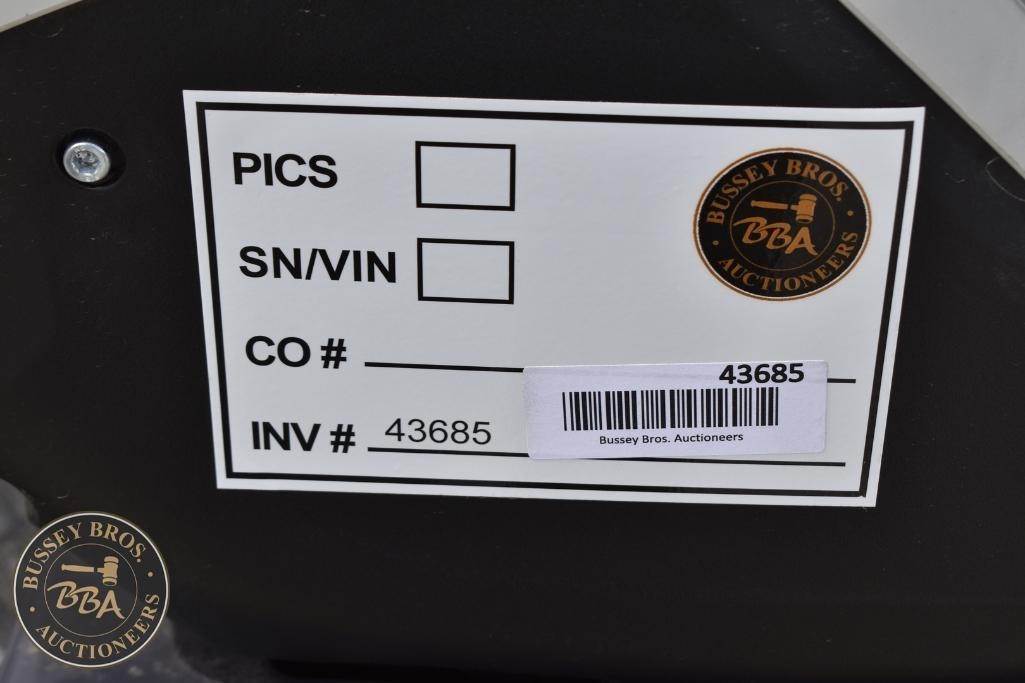 PICS
BUSSEY BROS.
BBA
AUCTIONEERS
SN/VIN
CO #
43685
INV # 43685
Bussey Bros. Auctioneers
BUSSEY BROS.
BBA
AUCTIONEERS